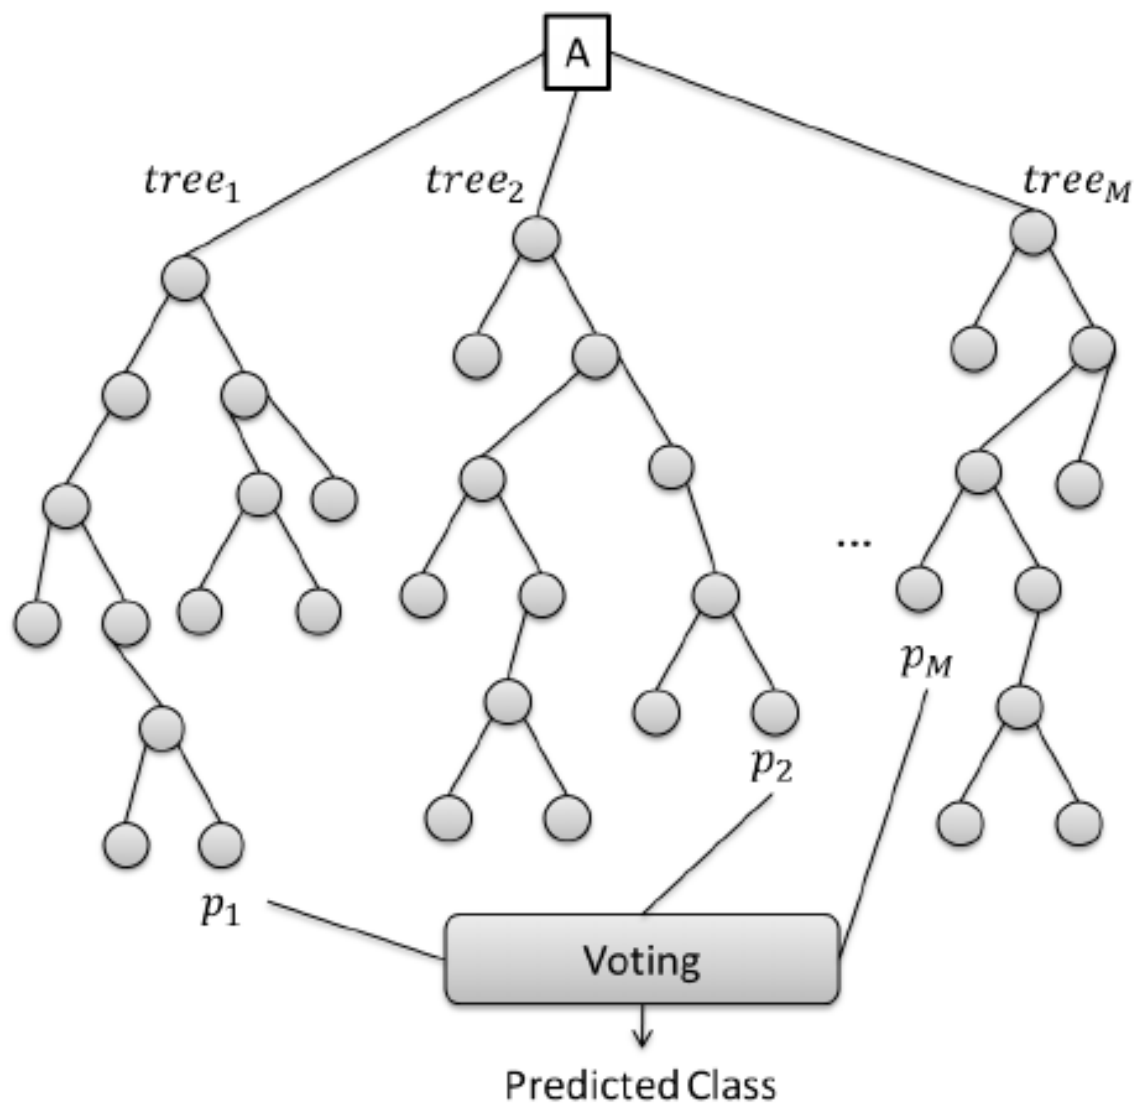 A
tree₁ tree₂ tree_M
...
p_M
p₂
p₁
Voting
Predicted Class